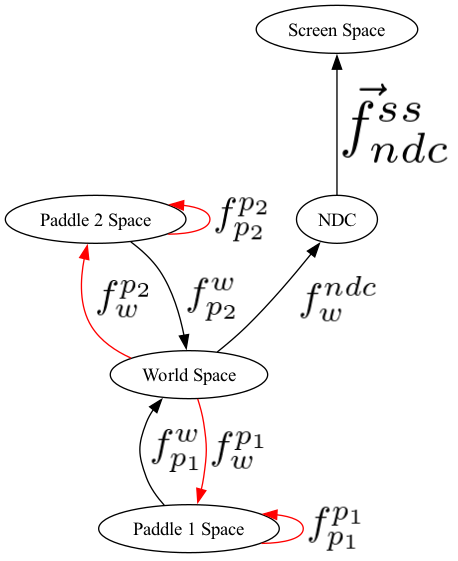 Screen Space
\vec{f}_{ndc}^{ss}
Paddle 2 Space
f_{p_2}^{p_2}
NDC
f_{w}^{p_2}
f_{p_2}^{w}
f_{w}^{ndc}
World Space
f_{p_1}^{w}
f_{w}^{p_1}
Paddle 1 Space
f_{p_1}^{p_1}